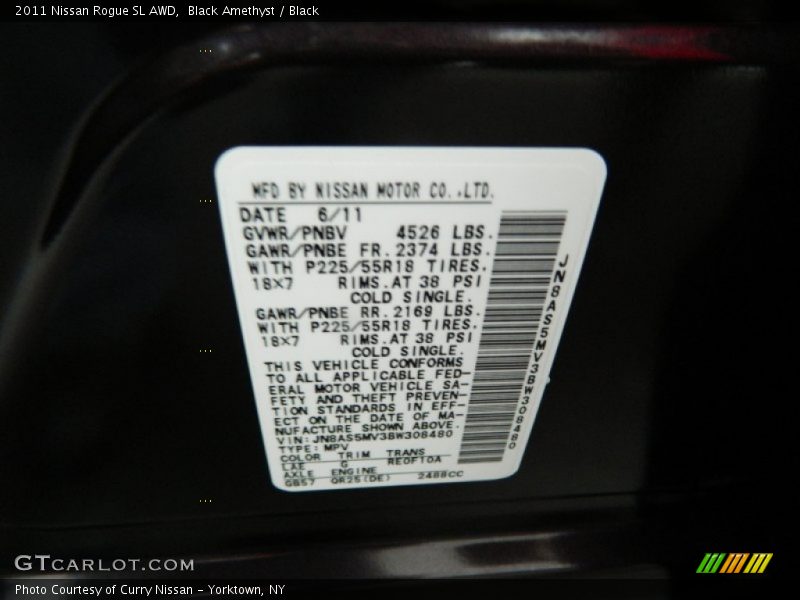 2011 Nissan Rogue SL AWD,  Black Amethyst / Black
MFD BY NISSAN MOTOR CO.,LTD.
DATE 6/11
GVWR/PNBV 4526 LBS.
GAWR/PNBE FR. 2374 LBS.
WITH P225/55R18 TIRES.
18×7 RIMS. AT 38 PSI
COLD SINGLE.
GAWR/PNBE RR. 2169 LBS.
WITH P225/55R18 TIRES.
18×7 RIMS. AT 38 PSI
COLD SINGLE.
THIS VEHICLE CONFORMS
TO ALL APPLICABLE FED-
ERAL MOTOR VEHICLE SA-
FETY AND THEFT PREVEN-
TION STANDARDS IN EFF-
ECT ON THE DATE OF MA-
NUFACTURE SHOWN ABOVE.
VIN: JN8AS5MV3BW308480
TYPE: MPV
COLOR TRIM TRANS
LAE G RE0F10A
AXLE ENGINE
GB57 QR25(DE) 2488CC
JN8AS5MV3BW308480
GTCARLOT.COM
Photo Courtesy of Curry Nissan - Yorktown, NY